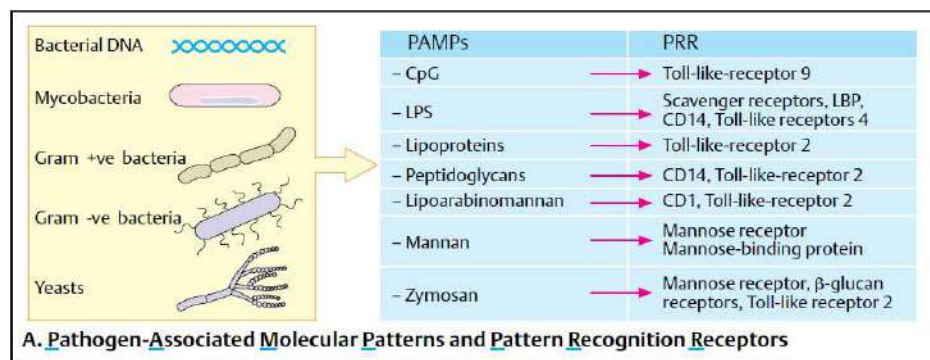 Bacterial DNA
Mycobacteria
Gram +ve bacteria
Gram -ve bacteria
Yeasts
PAMPs PRR
– CpG Toll-like-receptor 9
– LPS Scavenger receptors, LBP,
CD14, Toll-like receptors 4
– Lipoproteins Toll-like-receptor 2
– Peptidoglycans CD14, Toll-like-receptor 2
– Lipoarabinomannan CD1, Toll-like-receptor 2
– Mannan Mannose receptor
Mannose-binding protein
– Zymosan Mannose receptor, β-glucan
receptors, Toll-like receptor 2
A. Pathogen-Associated Molecular Patterns and Pattern Recognition Receptors